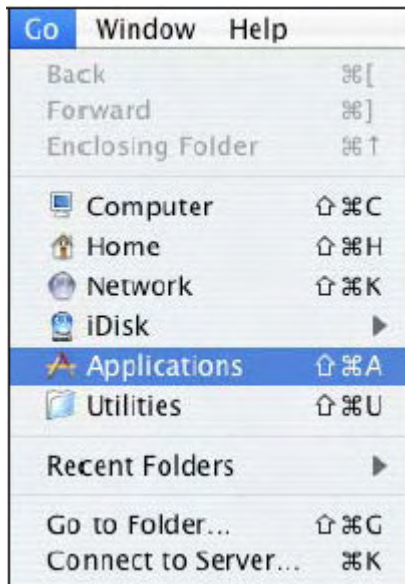 Go Window Help
Back ⌘[
Forward ⌘]
Enclosing Folder ⌘↑
Computer ⇧⌘C
Home ⇧⌘H
Network ⇧⌘K
iDisk ▶
Applications ⇧⌘A
Utilities ⇧⌘U
Recent Folders ▶
Go to Folder... ⇧⌘G
Connect to Server... ⌘K